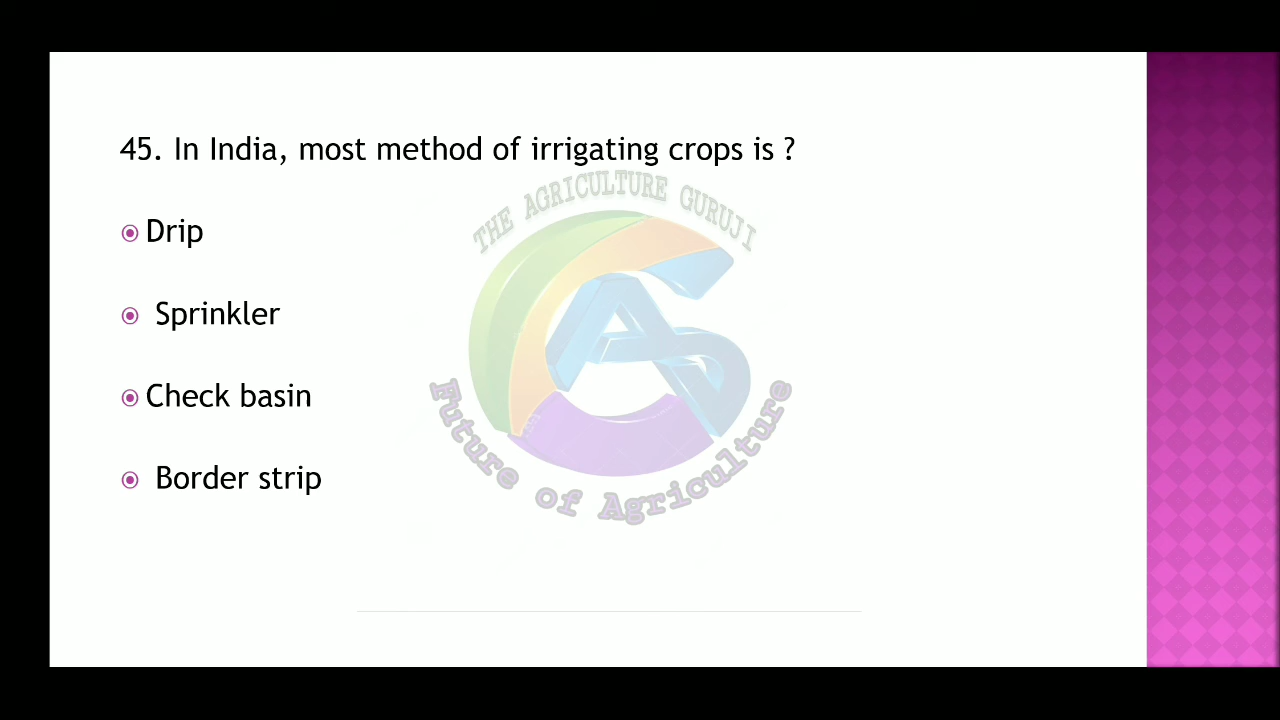 45. In India, most method of irrigating crops is ?
THE AGRICULTURE GURUJI
Drip
Sprinkler
Check basin
Border strip
Future of Agriculture